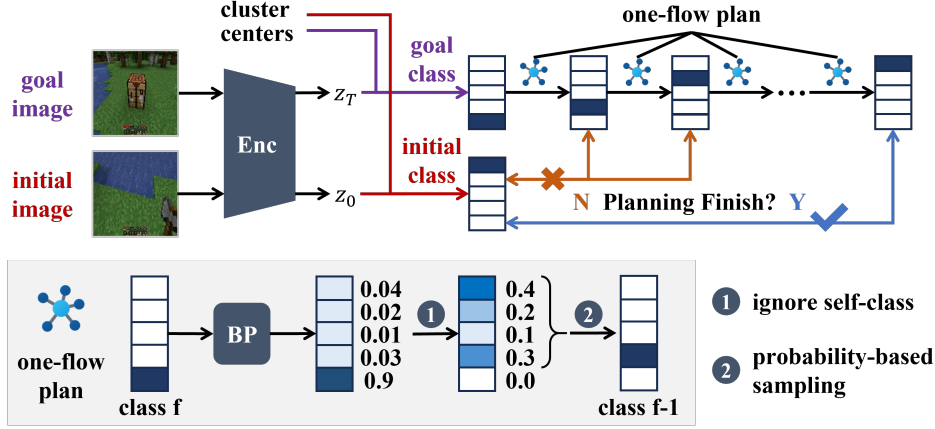 cluster
centers
goal
image
initial
image
Enc
z_T
z_0
goal
class
initial
class
one-flow plan
...
N Planning Finish? Y
one-flow
plan
class f
BP
0.04
0.02
0.01
0.03
0.9
1
0.4
0.2
0.1
0.3
0.0
2
class f-1
1 ignore self-class
2 probability-based
sampling